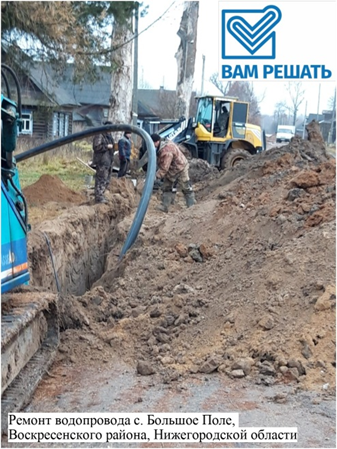 ВАМ РЕШАТЬ
Ремонт водопровода с. Большое Поле,
Воскресенского района, Нижегородской области